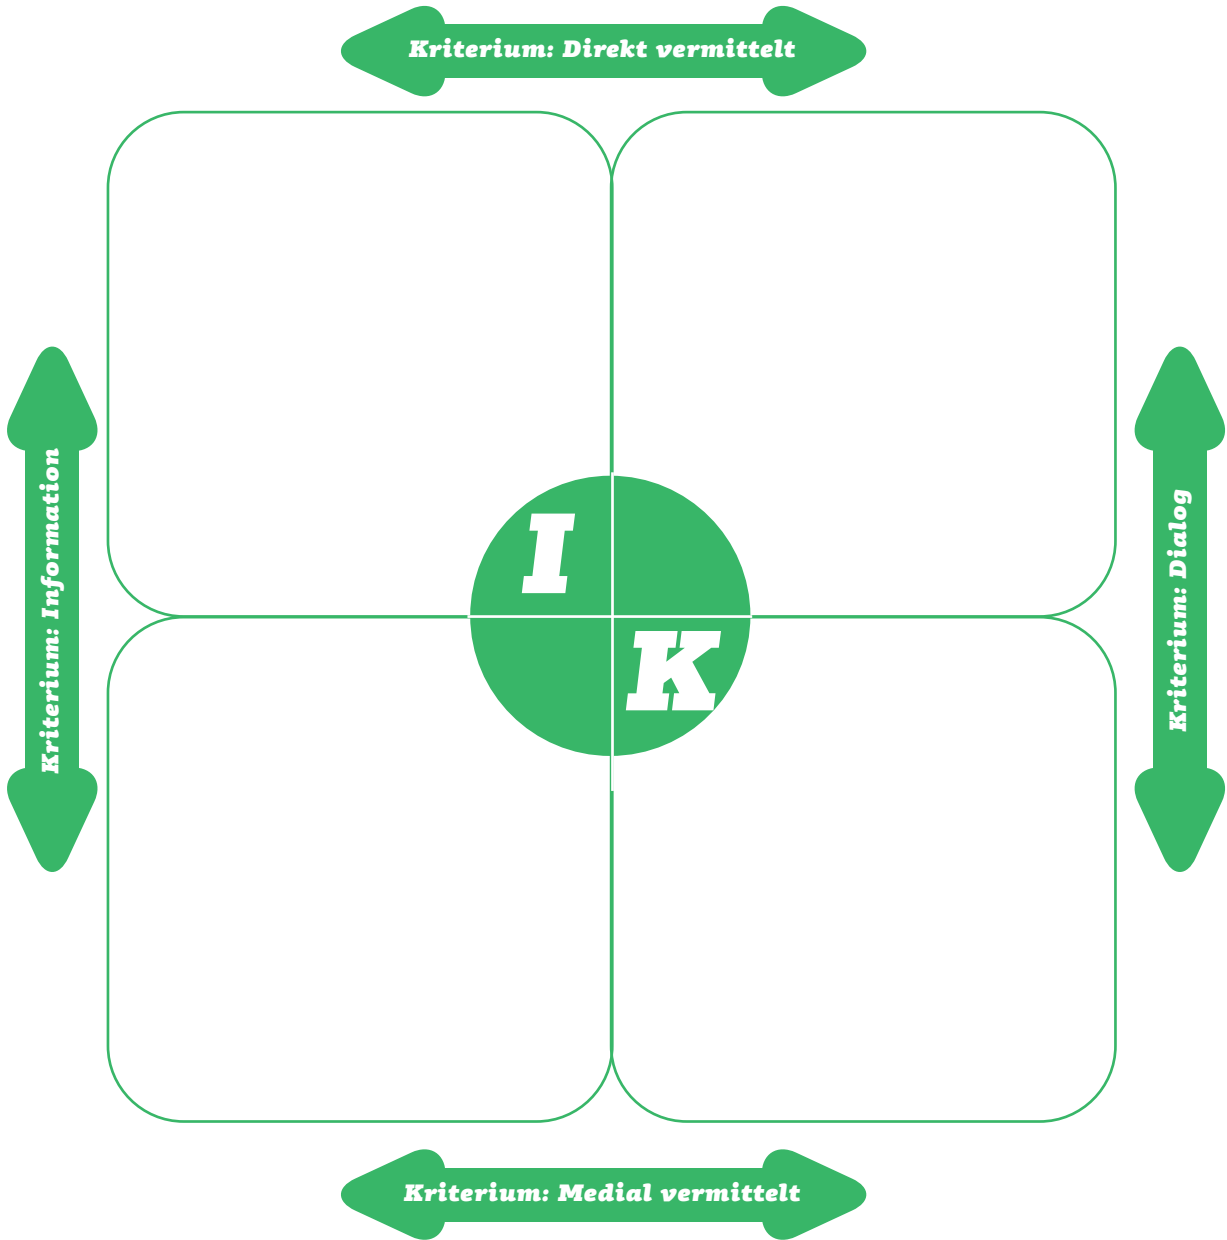 Kriterium: Direkt vermittelt
Kriterium: Information
I
K
Kriterium: Dialog
Kriterium: Medial vermittelt